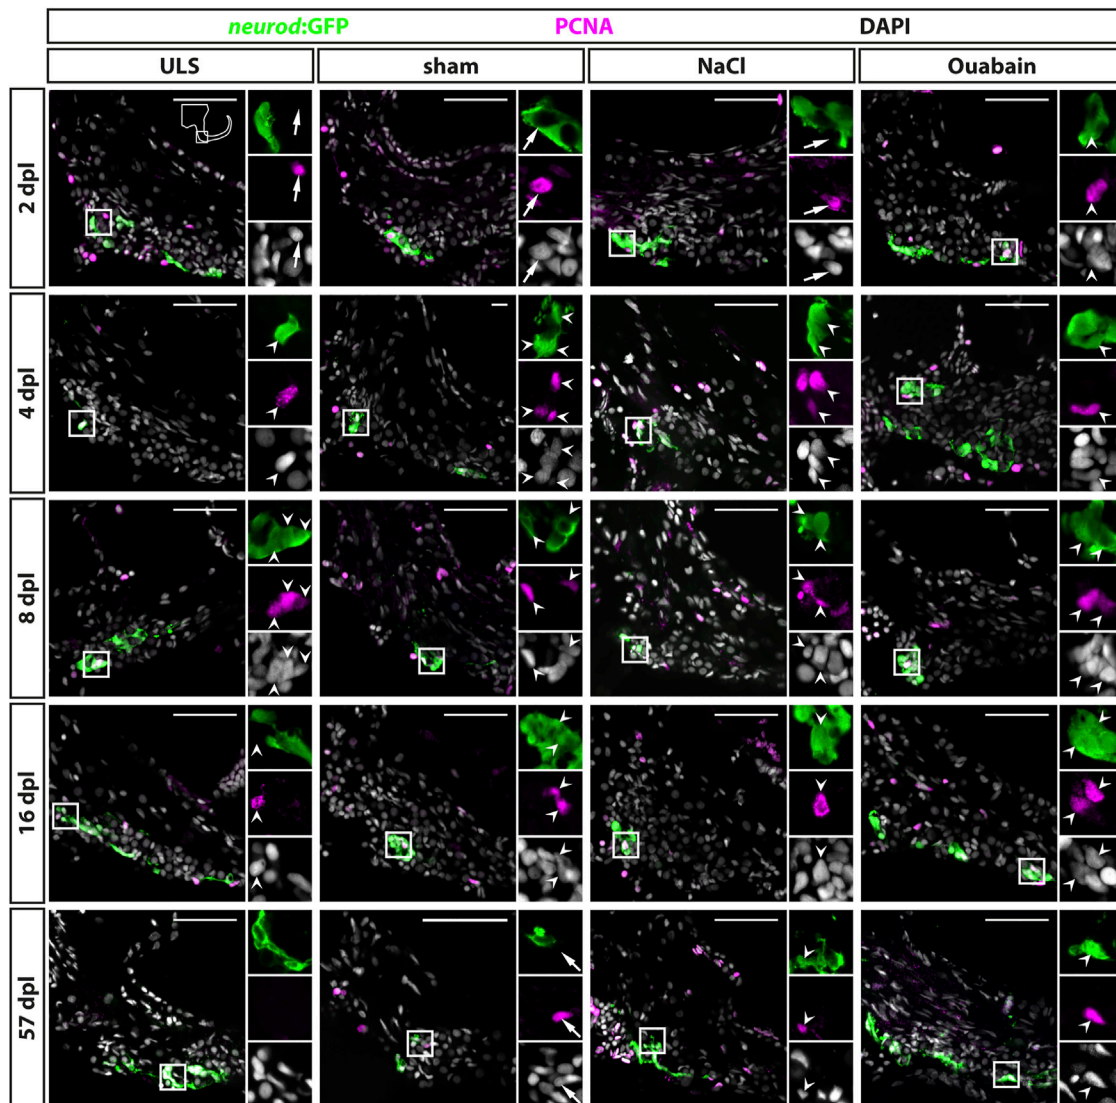 neurod:GFP PCNA DAPI
ULS sham NaCl Ouabain
2 dpl
4 dpl
8 dpl
16 dpl
57 dpl